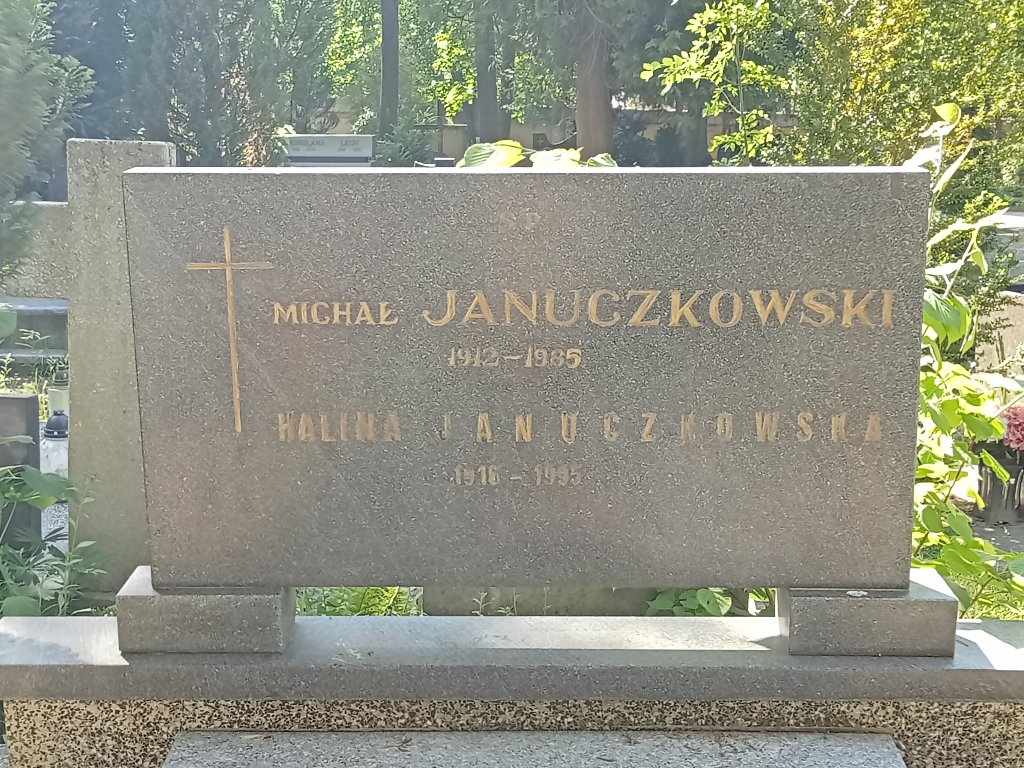 MICHAŁ JANUCZKOWSKI
1912-1985
HALINA JANUCZKOWSKA
1916-1995